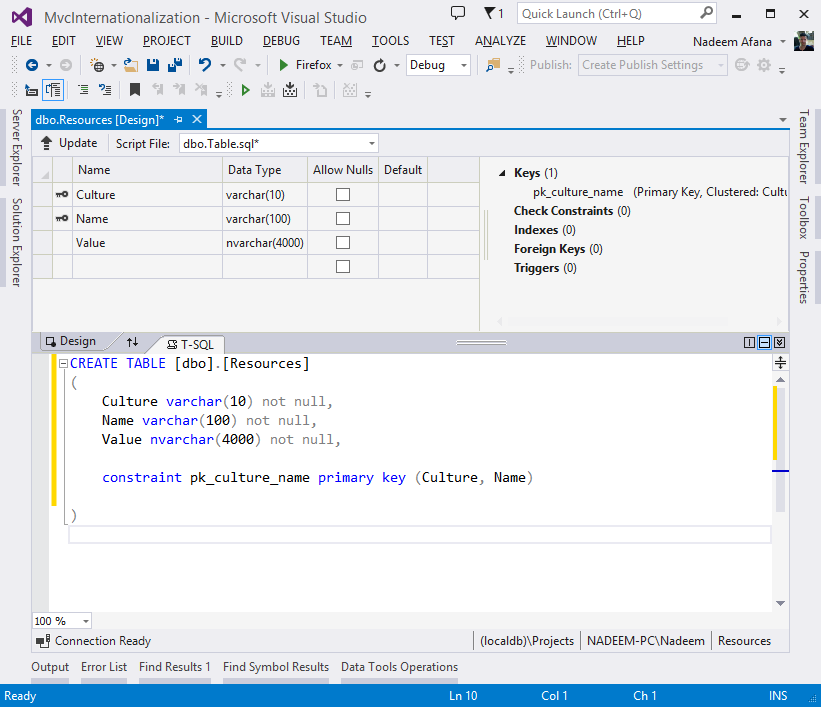 MvcInternationalization - Microsoft Visual Studio
1
Quick Launch (Ctrl+Q)
FILE EDIT VIEW PROJECT BUILD DEBUG TEAM TOOLS TEST ANALYZE WINDOW HELP Nadeem Afana
Firefox Debug Publish: Create Publish Settings
Server Explorer
Solution Explorer
dbo.Resources [Design]*
Update Script File: dbo.Table.sql*
Name Data Type Allow Nulls Default
Culture varchar(10)
Name varchar(100)
Value nvarchar(4000)
Keys (1)
pk_culture_name (Primary Key, Clustered: Cultu
Check Constraints (0)
Indexes (0)
Foreign Keys (0)
Triggers (0)
Team Explorer
Toolbox
Properties
Design T-SQL
CREATE TABLE [dbo].[Resources]
(
Culture varchar(10) not null,
Name varchar(100) not null,
Value nvarchar(4000) not null,
constraint pk_culture_name primary key (Culture, Name)
)
100 %
Connection Ready (localdb)\Projects NADEEM-PC\Nadeem Resources
Output Error List Find Results 1 Find Symbol Results Data Tools Operations
Ready Ln 10 Col 1 Ch 1 INS